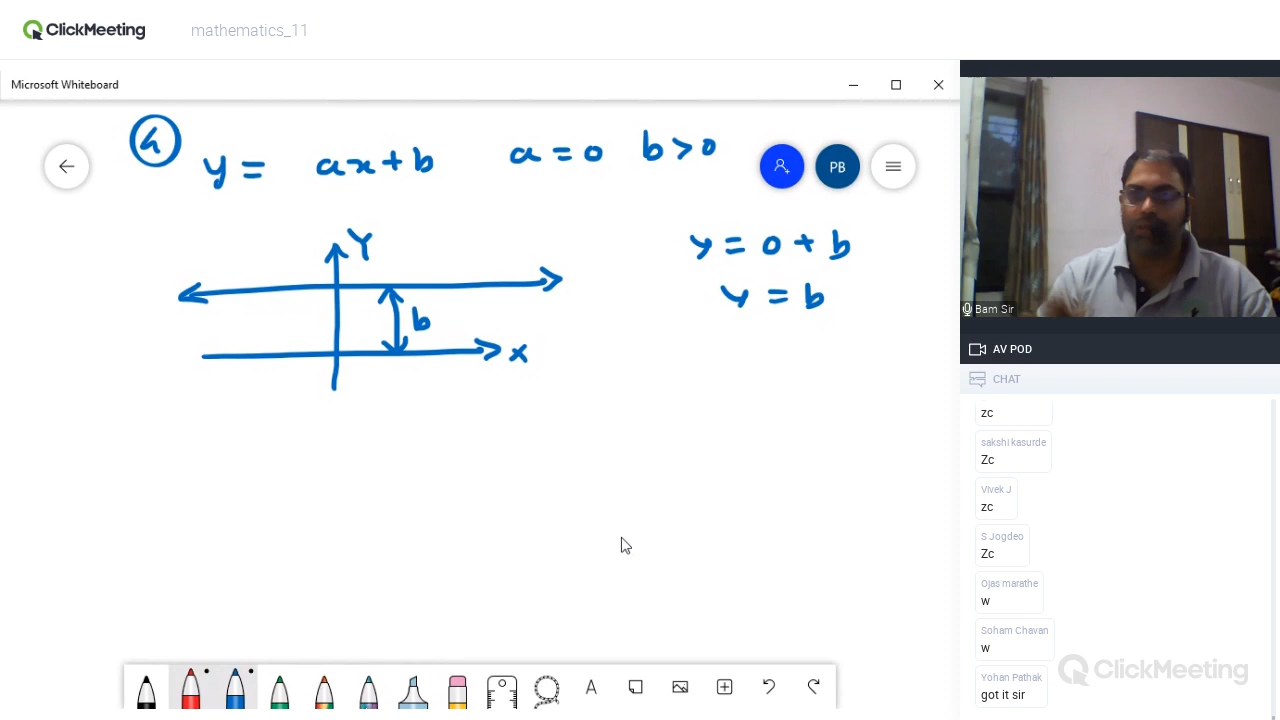 ClickMeeting
mathematics_11
Microsoft Whiteboard
4
y = ax + b a = 0 b > 0
PB
Y
y = 0 + b
y = b
b
x
Bam Sir
AV POD
CHAT
zc
sakshi kasurde
Zc
Vivek J
zc
S Jogdeo
Zc
Ojas marathe
w
Soham Chavan
w
Yohan Pathak
got it sir
ClickMeeting
A